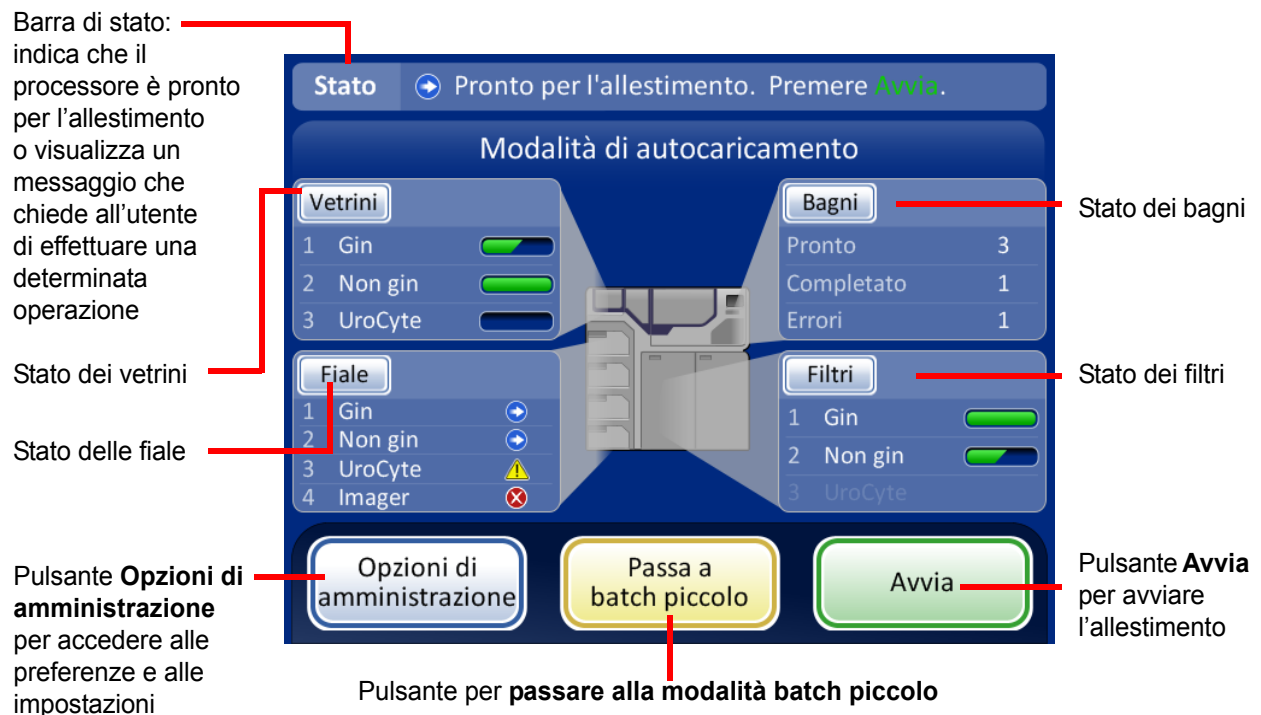 Barra di stato:
indica che il
processore è pronto
per l'allestimento
o visualizza un
messaggio che
chiede all'utente
di effettuare una
determinata
operazione
Stato dei vetrini
Stato delle fiale
Pulsante Opzioni di
amministrazione
per accedere alle
preferenze e alle
impostazioni
Stato Pronto per l'allestimento. Premere Avvia.
Modalità di autocaricamento
Vetrini
1 Gin
2 Non gin
3 UroCyte
Bagni
Pronto 3
Completato 1
Errori 1
Fiale
1 Gin
2 Non gin
3 UroCyte
4 Imager
Filtri
1 Gin
2 Non gin
3 UroCyte
Opzioni di
amministrazione
Passa a
batch piccolo
Avvia
Stato dei bagni
Stato dei filtri
Pulsante Avvia
per avviare
l'allestimento
Pulsante per passare alla modalità batch piccolo